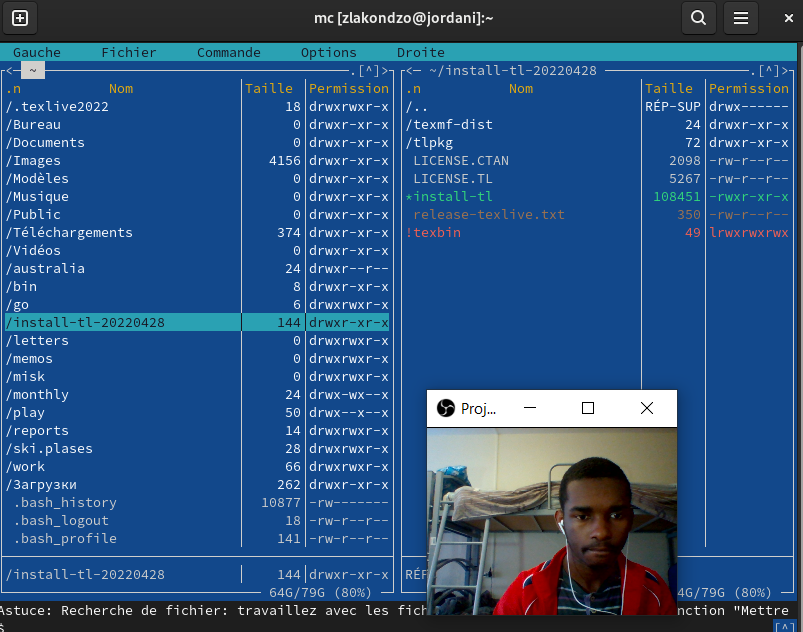 mc [zlakondzo@jordani]:~
Gauche Fichier Commande Options Droite
<— ~ .[^]>
.n Nom Taille Permission
/.texlive2022 18 drwxrwxr-x
/Bureau 0 drwxr-xr-x
/Documents 0 drwxr-xr-x
/Images 4156 drwxr-xr-x
/Modèles 0 drwxr-xr-x
/Musique 0 drwxr-xr-x
/Public 0 drwxr-xr-x
/Téléchargements 374 drwxr-xr-x
/Vidéos 0 drwxr-xr-x
/australia 24 drwxr--r--
/bin 8 drwxr-xr-x
/go 6 drwxrwxr-x
/install-tl-20220428 144 drwxr-xr-x
/letters 0 drwxrwxr-x
/memos 0 drwxrwxr-x
/misk 0 drwxrwxr-x
/monthly 24 drwx-wx--x
/play 50 drwx--x--x
/reports 14 drwxrwxr-x
/ski.plases 28 drwxrwxr-x
/work 66 drwxrwxr-x
/Загрузки 262 drwxr-xr-x
.bash_history 10877 -rw-------
.bash_logout 18 -rw-r--r--
.bash_profile 141 -rw-r--r--
/install-tl-20220428 144 drwxr-xr-x
64G/79G (80%)
<— ~/install-tl-20220428 .[^]>
.n Nom Taille Permission
/.. RÉP-SUP drwx------
/texmf-dist 24 drwxr-xr-x
/tlpkg 72 drwxr-xr-x
LICENSE.CTAN 2098 -rw-r--r--
LICENSE.TL 5267 -rw-r--r--
*install-tl 108451 -rwxr-xr-x
release-texlive.txt 350 -rw-r--r--
!texbin 49 lrwxrwxrwx
Proj...
RÉP
4G/79G (80%)
Astuce: Recherche de fichier: travaillez avec les fich nction "Mettre
$ [^]